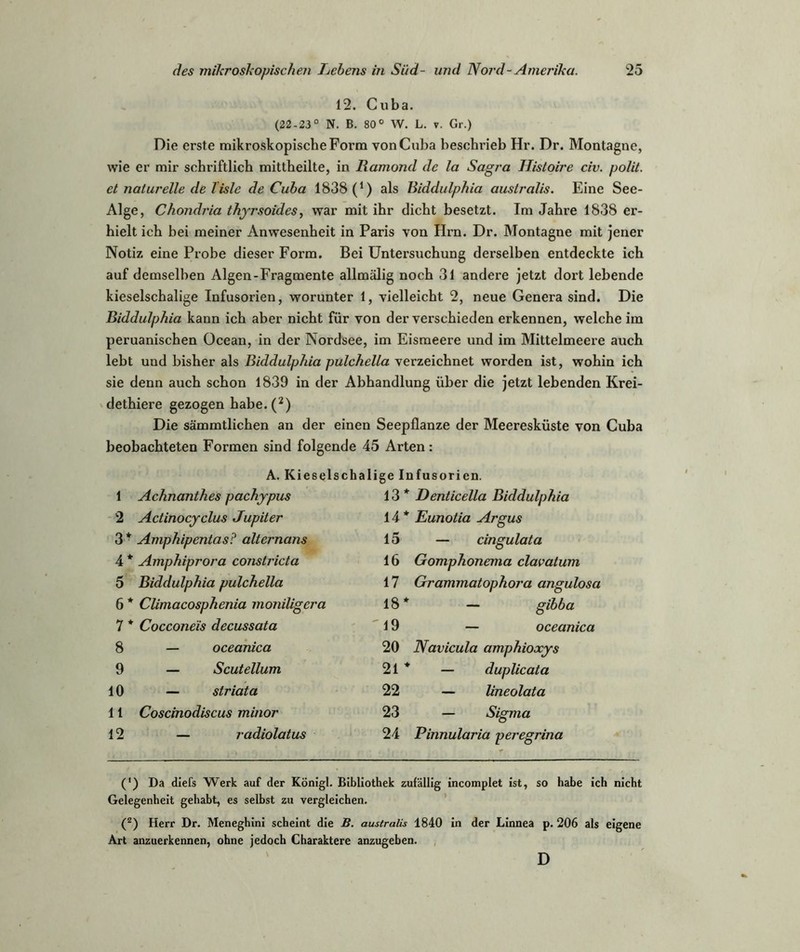 des mikroskopischen Lebens in Süd- und Nord-Amerika. 25
12. Cuba.
(22-23° N. B. 80° W. L. v. Gr.)
Die erste mikroskopische Form von Cuba beschrieb Hr. Dr. Montagne,
wie er mir schriftlich mittheilte, in Ramond de la Sagra Histoire civ. polit.
et naturelle de l'isle de Cuba 1838 (¹) als Biddulphia australis. Eine See-
Alge, Chondria thyrsoides, war mit ihr dicht besetzt. Im Jahre 1838 er-
hielt ich bei meiner Anwesenheit in Paris von Hrn. Dr. Montagne mit jener
Notiz eine Probe dieser Form. Bei Untersuchung derselben entdeckte ich
auf demselben Algen-Fragmente allmälig noch 31 andere jetzt dort lebende
kieselschalige Infusorien, worunter 1, vielleicht 2, neue Genera sind. Die
Biddulphia kann ich aber nicht für von der verschieden erkennen, welche im
peruanischen Ocean, in der Nordsee, im Eismeere und im Mittelmeere auch
lebt und bisher als Biddulphia pulchella verzeichnet worden ist, wohin ich
sie denn auch schon 1839 in der Abhandlung über die jetzt lebenden Krei-
dethiere gezogen habe. (²)
Die sämmtlichen an der einen Seepflanze der Meeresküste von Cuba
beobachteten Formen sind folgende 45 Arten:
A. Kieselschalige Infusorien.
1 Achnanthes pachypus
2 Actinocyclus Jupiter
3* Amphipentas? alternans
4* Amphiprora constricta
5 Biddulphia pulchella
6* Climacosphenia moniligera
7* Cocconeïs decussata
8 — oceanica
9 — Scutellum
10 — striata
11 Coscinodiscus minor
12 — radiolatus
13* Denticella Biddulphia
14* Eunotia Argus
15 — cingulata
16 Gomphonema clavatum
17 Grammatophora angulosa
18* — gibba
19 — oceanica
20 Navicula amphioxys
21* — duplicata
22 — lineolata
23 — Sigma
24 Pinnularia peregrina
(¹) Da diefs Werk auf der Königl. Bibliothek zufällig incomplet ist, so habe ich nicht
Gelegenheit gehabt, es selbst zu vergleichen.
(²) Herr Dr. Meneghini scheint die B. australis 1840 in der Linnea p. 206 als eigene
Art anzuerkennen, ohne jedoch Charaktere anzugeben.
D